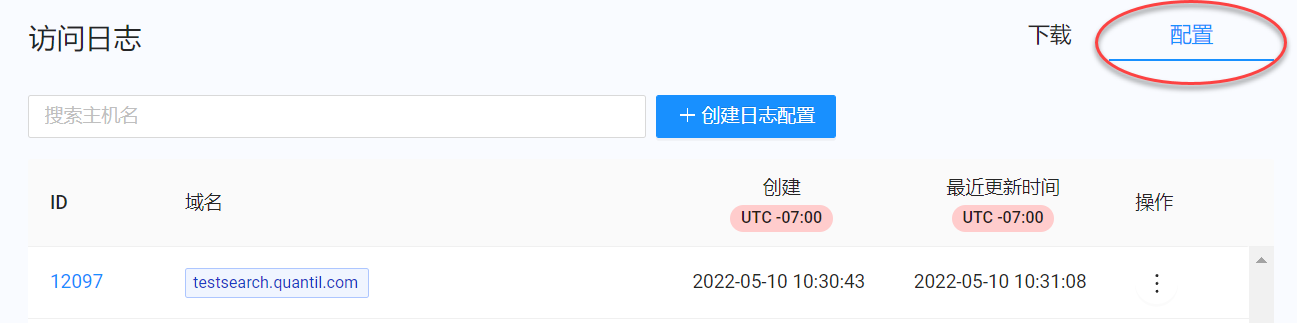 访问日志 下载 配置
搜索主机名 + 创建日志配置
ID 域名 创建 最近更新时间 操作
UTC -07:00 UTC -07:00
12097 testsearch.quantil.com 2022-05-10 10:30:43 2022-05-10 10:31:08